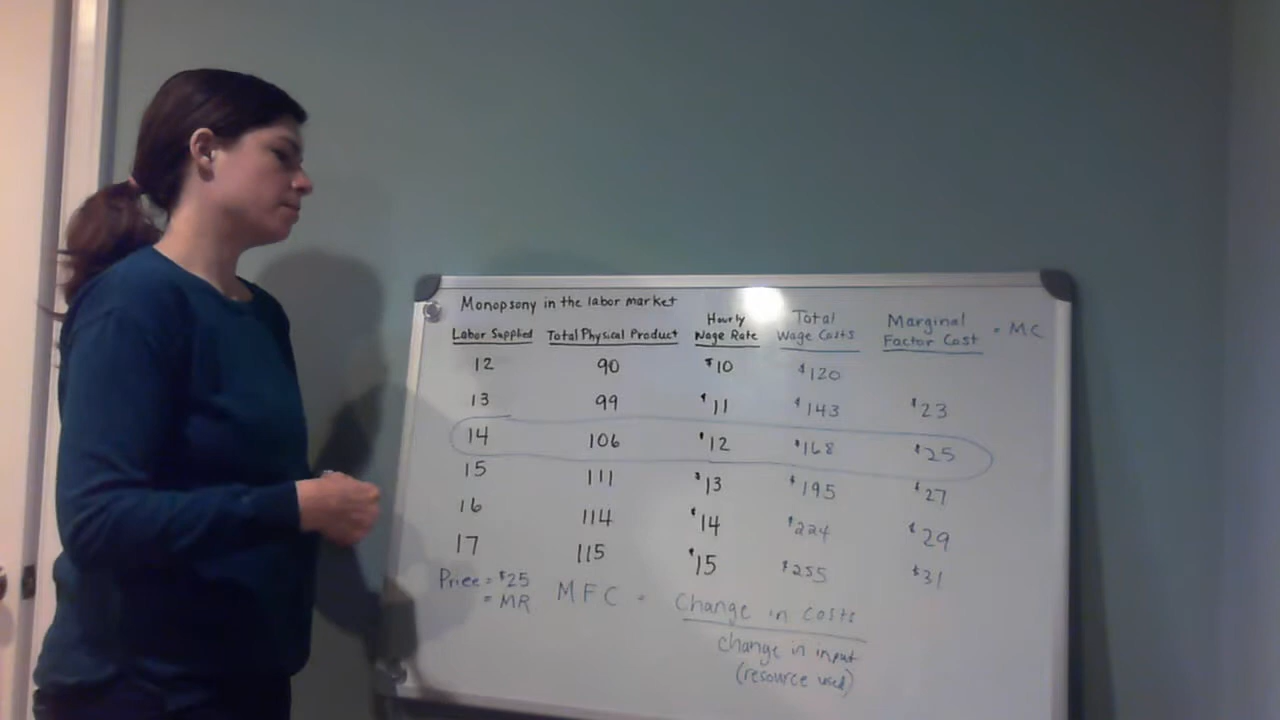 Monopsony in the labor market
Labor Supplied Total Physical Product Hourly Wage Rate Total Wage Costs Marginal Factor Cost = MC
12 90 $10 $120
13 99 $11 $143 $23
14 106 $12 $168 $25
15 111 $13 $195 $27
16 114 $14 $224 $29
17 115 $15 $255 $31
Price = $25
= MR
MFC = Change in costs
change in input
(resource used)